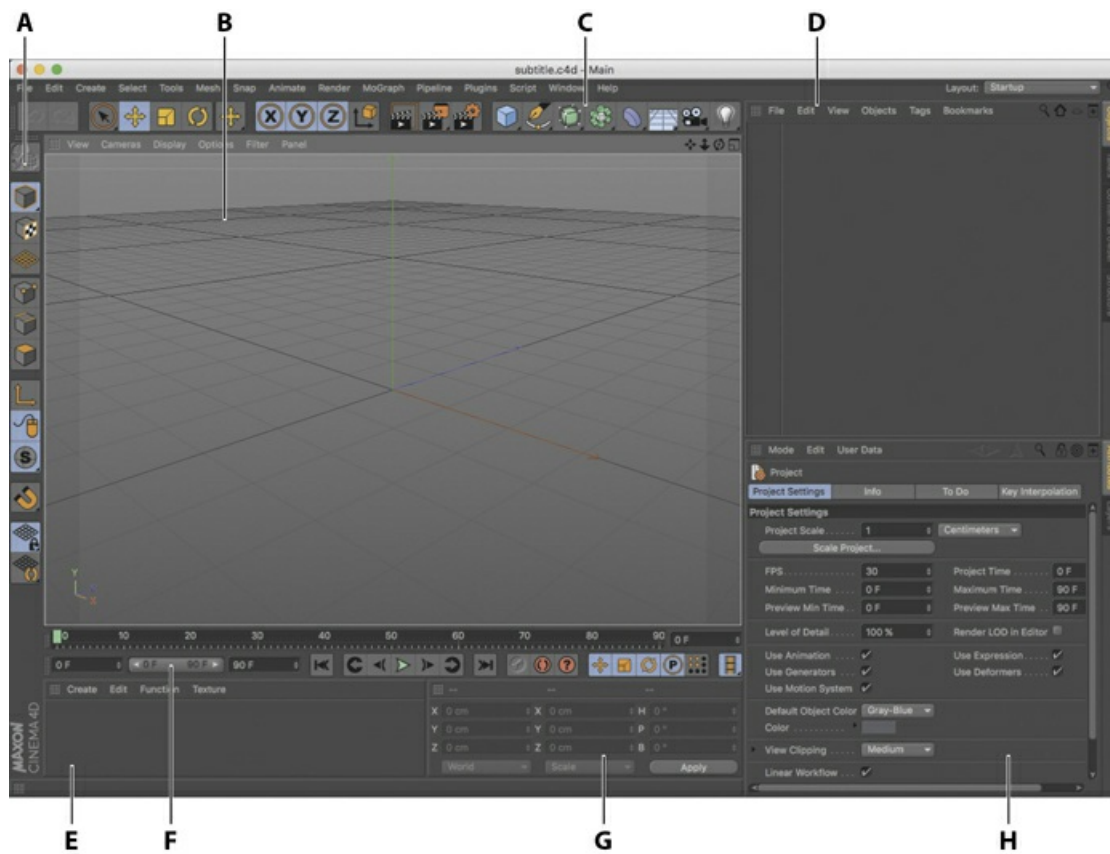 A B C D
subtitle.c4d - Main
File Edit Create Select Tools Mesh Snap Animate Render MoGraph Pipeline Plugins Script Window Help
Layout: Startup
X Y Z
File Edit View Objects Tags Bookmarks
View Cameras Display Options Filter Panel
S
Y
X
0 10 20 30 40 50 60 70 80 90 0 F
0 F 0 F 90 F 90 F
P
Create Edit Function Texture
-- -- --
X 0 cm X 0 cm H 0°
Y 0 cm Y 0 cm P 0°
Z 0 cm Z 0 cm B 0°
World Scale Apply
MAXON
CINEMA 4D
Mode Edit User Data
Project
Project Settings Info To Do Key Interpolation
Project Settings
Project Scale . . . . . . 1 Centimeters
Scale Project...
FPS. . . . . . . . . . . . . 30 Project Time . . . . . . . 0 F
Minimum Time . . . . 0 F Maximum Time . . . . . 90 F
Preview Min Time . . 0 F Preview Max Time . . 90 F
Level of Detail . . . . . 100 % Render LOD in Editor
Use Animation . . . . Use Expression . . . . .
Use Generators . . . . Use Deformers . . . . .
Use Motion System
Default Object Color Gray-Blue
Color . . . . . . . . . .
View Clipping . . . . . Medium
Linear Workflow . . .
E F G H